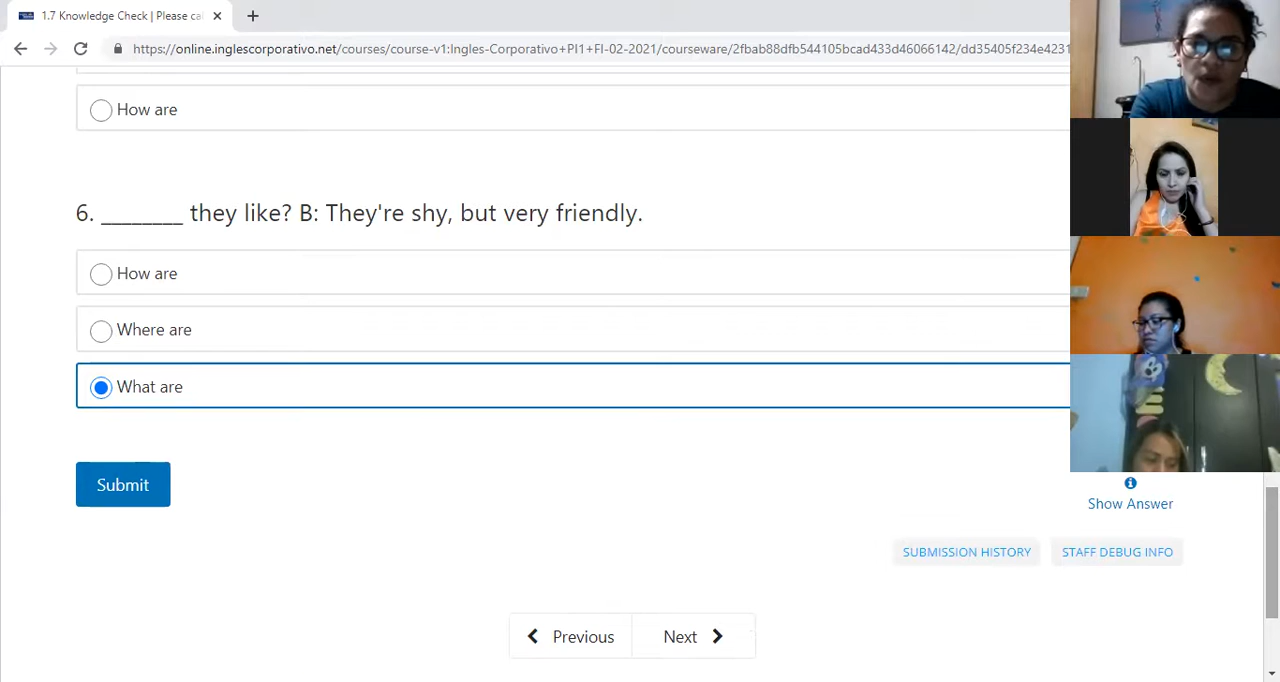 1.7 Knowledge Check | Please ca
https://online.inglescorporativo.net/courses/course-v1:Ingles-Corporativo+PI1+FI-02-2021/courseware/2fbab88dfb544105bcad433d46066142/dd35405f234e4231
How are
6. ________ they like? B: They're shy, but very friendly.
How are
Where are
What are
Submit
Show Answer
SUBMISSION HISTORY
STAFF DEBUG INFO
Previous
Next